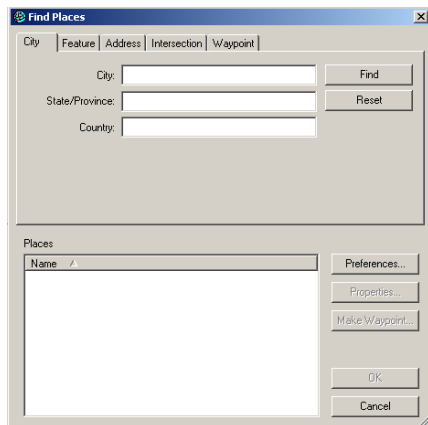 Find Places
City Feature Address Intersection Waypoint
City: Find
State/Province: Reset
Country:
Places
Name Preferences...
Properties...
Make Waypoint...
OK
Cancel